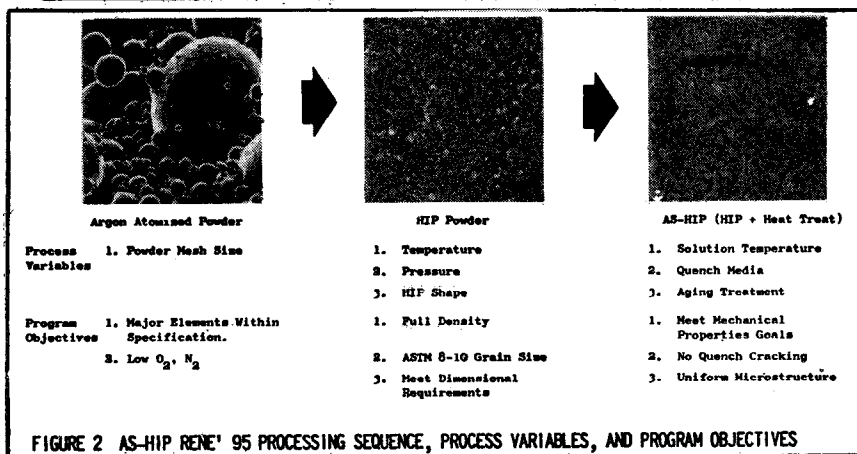 Argon Atomized Powder
HIP Powder
AS-HIP (HIP + Heat Treat)
Process Variables
1. Powder Mesh Size
1. Temperature
2. Pressure
3. HIP Shape
1. Solution Temperature
2. Quench Media
3. Aging Treatment
Program Objectives
1. Major Elements Within
Specification.
2. Low O2, N2
1. Full Density
2. ASTM 8-10 Grain Size
3. Meet Dimensional
Requirements
1. Meet Mechanical
Properties Goals
2. No Quench Cracking
3. Uniform Microstructure
FIGURE 2 AS-HIP RENE' 95 PROCESSING SEQUENCE, PROCESS VARIABLES, AND PROGRAM OBJECTIVES